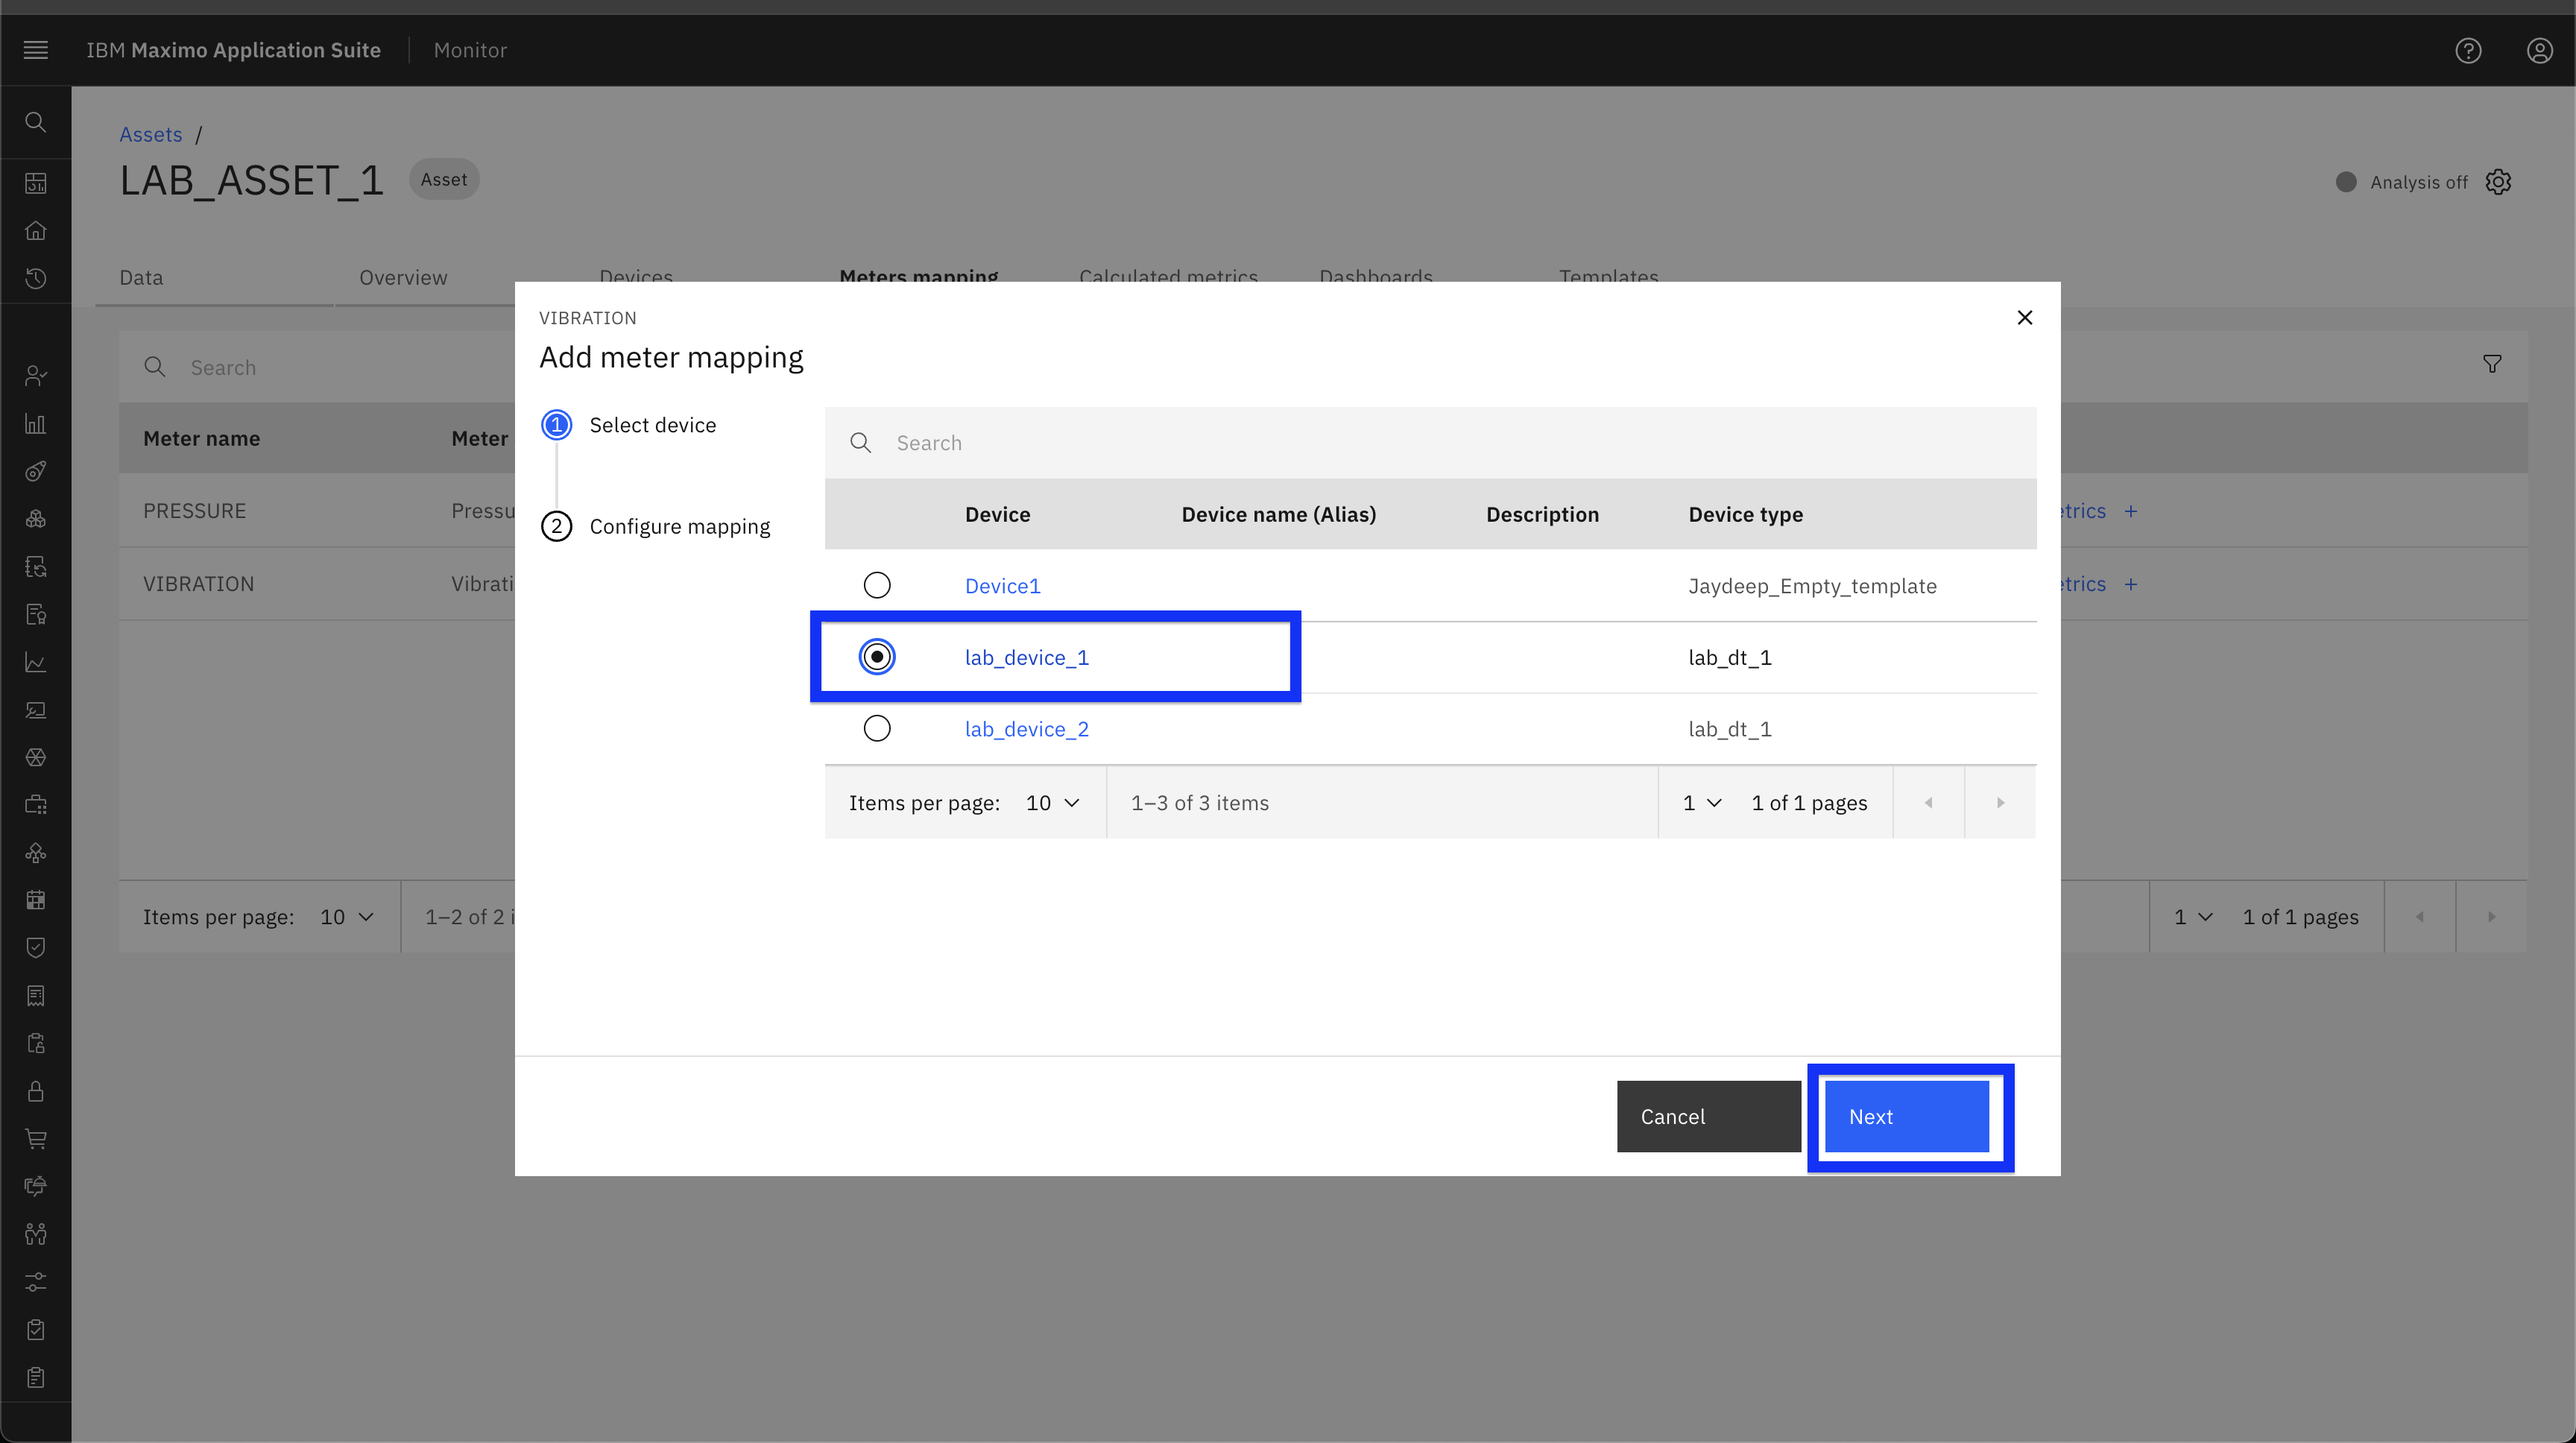 IBM Maximo Application Suite Monitor
Assets /
LAB_ASSET_1 Asset
Analysis off
Data Overview Devices Meters mapping Calculated metrics Dashboards Templates
Search
Meter name Meter
PRESSURE Pressu
etrics +
VIBRATION Vibrati
etrics +
Items per page: 10 1–2 of 2 i
1 1 of 1 pages
VIBRATION
Add meter mapping
1 Select device
2 Configure mapping
Search
Device Device name (Alias) Description Device type
Device1 Jaydeep_Empty_template
lab_device_1 lab_dt_1
lab_device_2 lab_dt_1
Items per page: 10 1–3 of 3 items 1 1 of 1 pages
Cancel Next